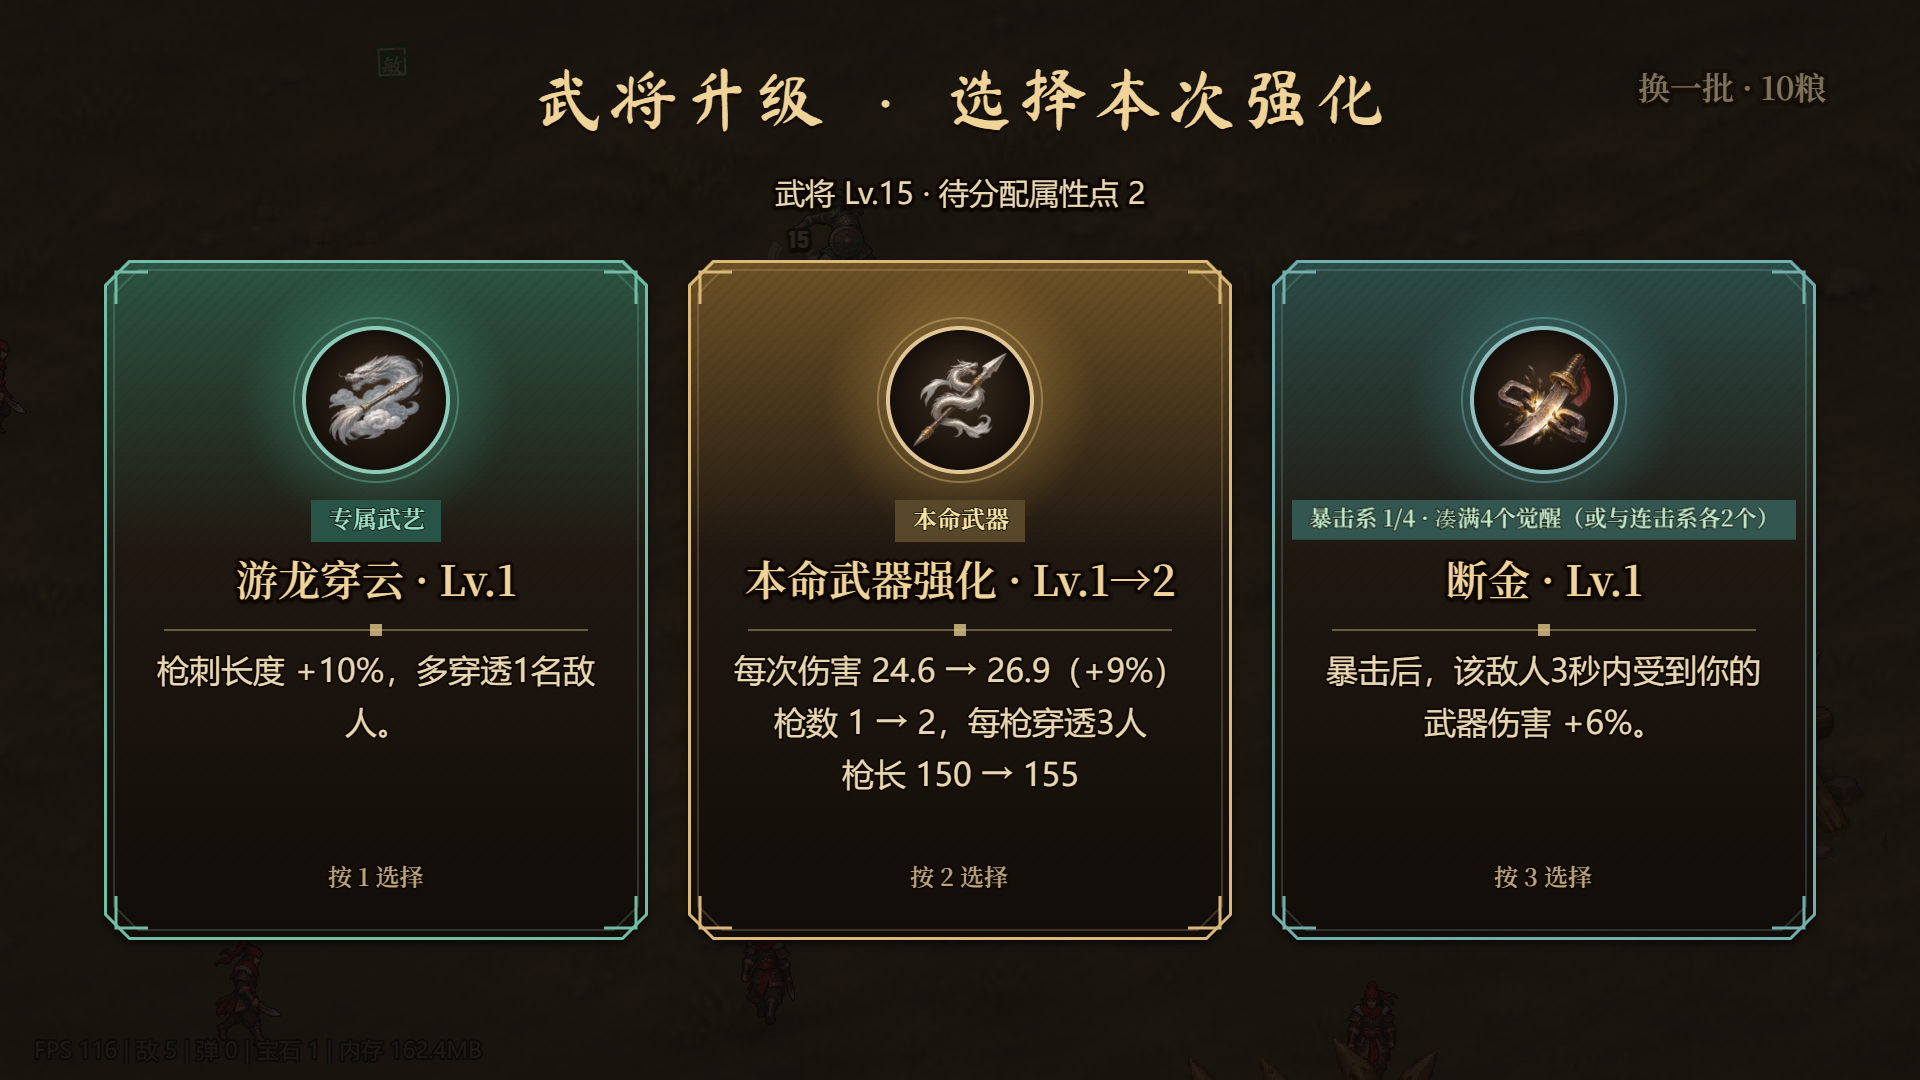 敏
武将升级 · 选择本次强化
换一批 · 10粮
武将 Lv.15 · 待分配属性点 2
15
专属武艺
游龙穿云 · Lv.1
枪刺长度 +10%，多穿透1名敌
人。
按 1 选择
本命武器
本命武器强化 · Lv.1→2
每次伤害 24.6 → 26.9（+9%）
枪数 1 → 2，每枪穿透3人
枪长 150 → 155
按 2 选择
暴击系 1/4 · 凑满4个觉醒（或与连击系各2个）
断金 · Lv.1
暴击后，该敌人3秒内受到你的
武器伤害 +6%。
按 3 选择
FPS 116 | 敌 5 | 弹 0 | 宝石 1 | 内存 162.4MB